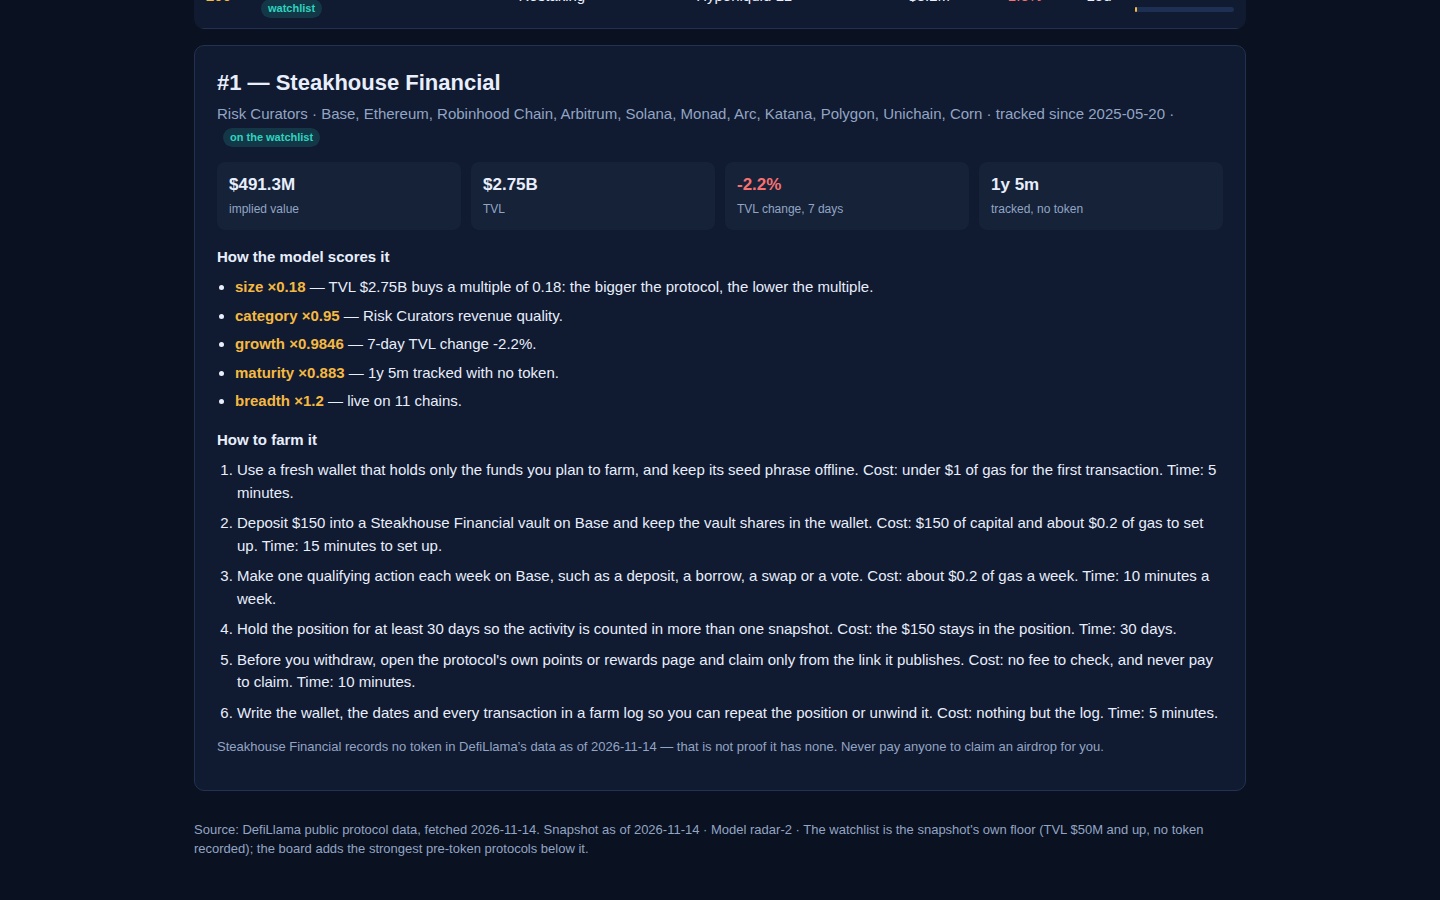 watchlist
#1 — Steakhouse Financial
Risk Curators · Base, Ethereum, Robinhood Chain, Arbitrum, Solana, Monad, Arc, Katana, Polygon, Unichain, Corn · tracked since 2025-05-20 ·
on the watchlist
$491.3M
implied value
$2.75B
TVL
-2.2%
TVL change, 7 days
1y 5m
tracked, no token
How the model scores it
• size ×0.18 — TVL $2.75B buys a multiple of 0.18: the bigger the protocol, the lower the multiple.
• category ×0.95 — Risk Curators revenue quality.
• growth ×0.9846 — 7-day TVL change -2.2%.
• maturity ×0.883 — 1y 5m tracked with no token.
• breadth ×1.2 — live on 11 chains.
How to farm it
1. Use a fresh wallet that holds only the funds you plan to farm, and keep its seed phrase offline. Cost: under $1 of gas for the first transaction. Time: 5
minutes.
2. Deposit $150 into a Steakhouse Financial vault on Base and keep the vault shares in the wallet. Cost: $150 of capital and about $0.2 of gas to set
up. Time: 15 minutes to set up.
3. Make one qualifying action each week on Base, such as a deposit, a borrow, a swap or a vote. Cost: about $0.2 of gas a week. Time: 10 minutes a
week.
4. Hold the position for at least 30 days so the activity is counted in more than one snapshot. Cost: the $150 stays in the position. Time: 30 days.
5. Before you withdraw, open the protocol's own points or rewards page and claim only from the link it publishes. Cost: no fee to check, and never pay
to claim. Time: 10 minutes.
6. Write the wallet, the dates and every transaction in a farm log so you can repeat the position or unwind it. Cost: nothing but the log. Time: 5 minutes.
Steakhouse Financial records no token in DefiLlama's data as of 2026-11-14 — that is not proof it has none. Never pay anyone to claim an airdrop for you.
Source: DefiLlama public protocol data, fetched 2026-11-14. Snapshot as of 2026-11-14 · Model radar-2 · The watchlist is the snapshot's own floor (TVL $50M and up, no token
recorded); the board adds the strongest pre-token protocols below it.